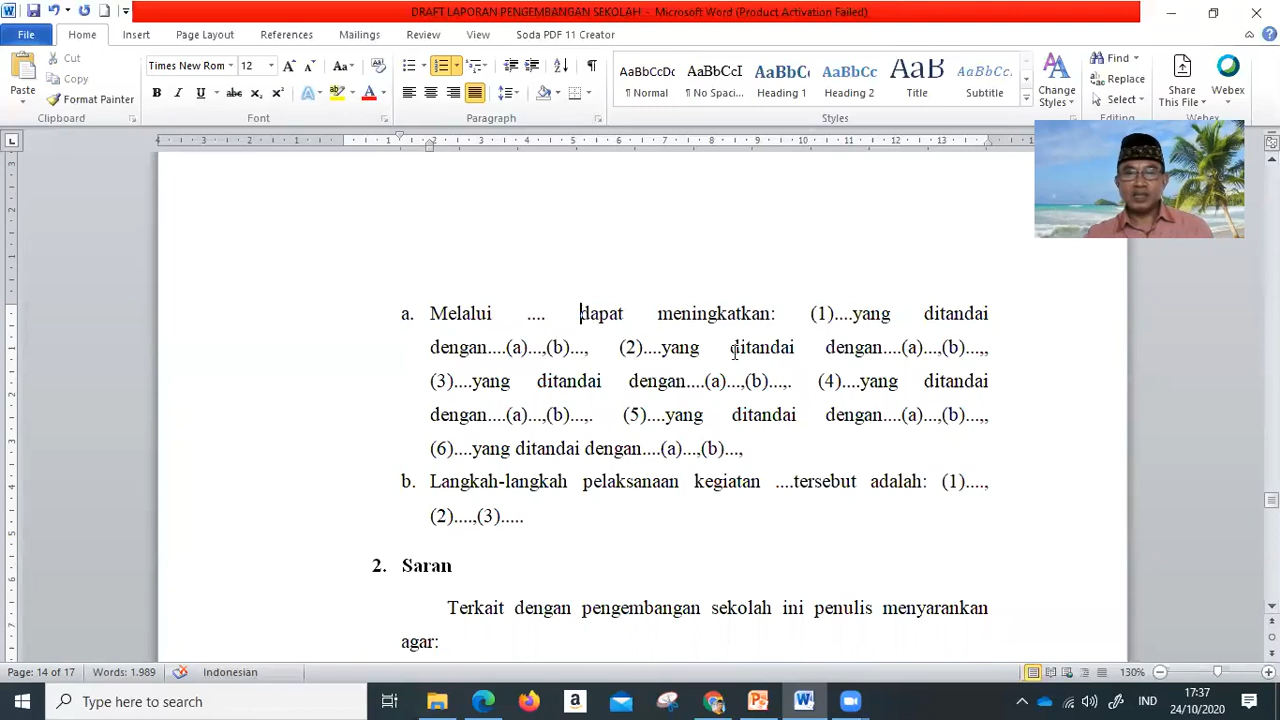 DRAFT LAPORAN PENGEMBANGAN SEKOLAH - Microsoft Word (Product Activation Failed)
File Home Insert Page Layout References Mailings Review View Soda PDF 11 Creator
Paste
Cut
Copy
Format Painter
Clipboard
Times New Rom 12
Font
Paragraph
AaBbCcDc AaBbCcI AaBbC AaBbCc AaB AaBbCc.
¶ Normal ¶ No Spaci... Heading 1 Heading 2 Title Subtitle
Change Styles
Styles
Find
Replace
Select
Editing
Share This File
Webex
Webex
a. Melalui .... dapat meningkatkan: (1)....yang ditandai
dengan....(a)...,(b)..., (2)....yang ditandai dengan....(a)...,(b)...,,
(3)....yang ditandai dengan....(a)...,(b)...,. (4)....yang ditandai
dengan....(a)...,(b)...,. (5)....yang ditandai dengan....(a)...,(b)...,,
(6)....yang ditandai dengan....(a)...,(b)...,
b. Langkah-langkah pelaksanaan kegiatan ....tersebut adalah: (1)....,
(2)....,(3).....
2. Saran
Terkait dengan pengembangan sekolah ini penulis menyarankan
agar:
Page: 14 of 17 Words: 1.989 Indonesian 130%
Type here to search
IND
17:37
24/10/2020